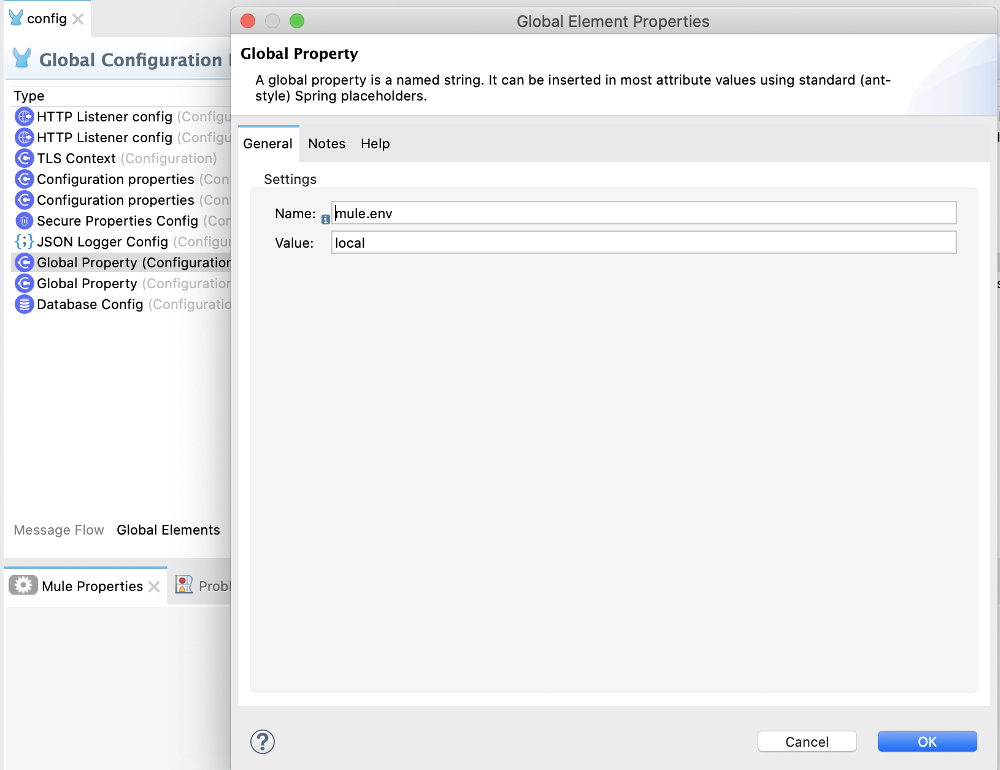 config
Global Configuration
Type
HTTP Listener config (Configu
HTTP Listener config (Configu
TLS Context (Configuration)
Configuration properties (Con
Configuration properties (Con
Secure Properties Config (Co
JSON Logger Config (Configu
Global Property (Configuration
Global Property (Configuration
Database Config (Configuratio
Message Flow Global Elements
Mule Properties Probl
Global Element Properties
Global Property
A global property is a named string. It can be inserted in most attribute values using standard (ant-
style) Spring placeholders.
General Notes Help
Settings
Name: mule.env
Value: local
? Cancel OK